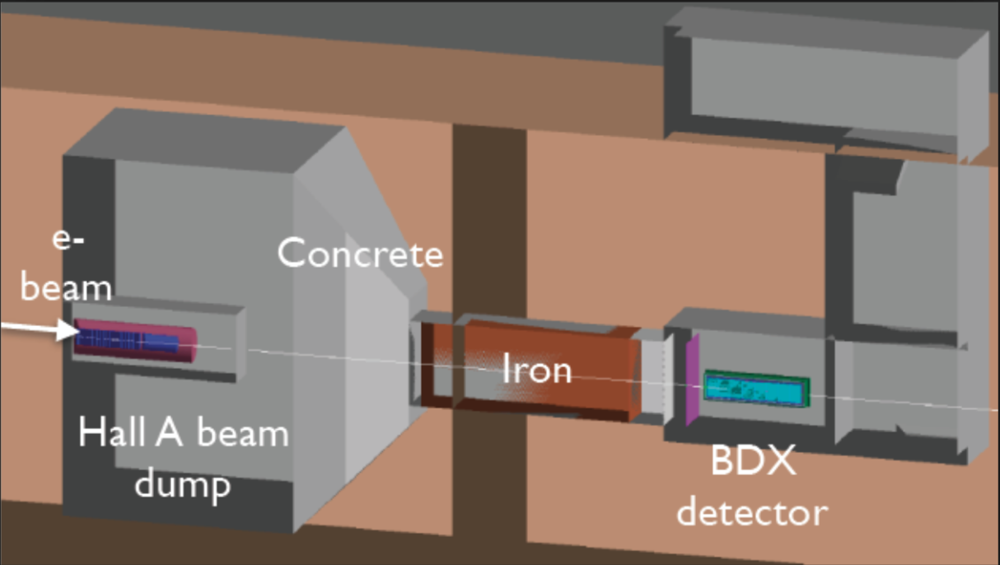 e-
beam
Concrete
Iron
Hall A beam
dump
BDX
detector